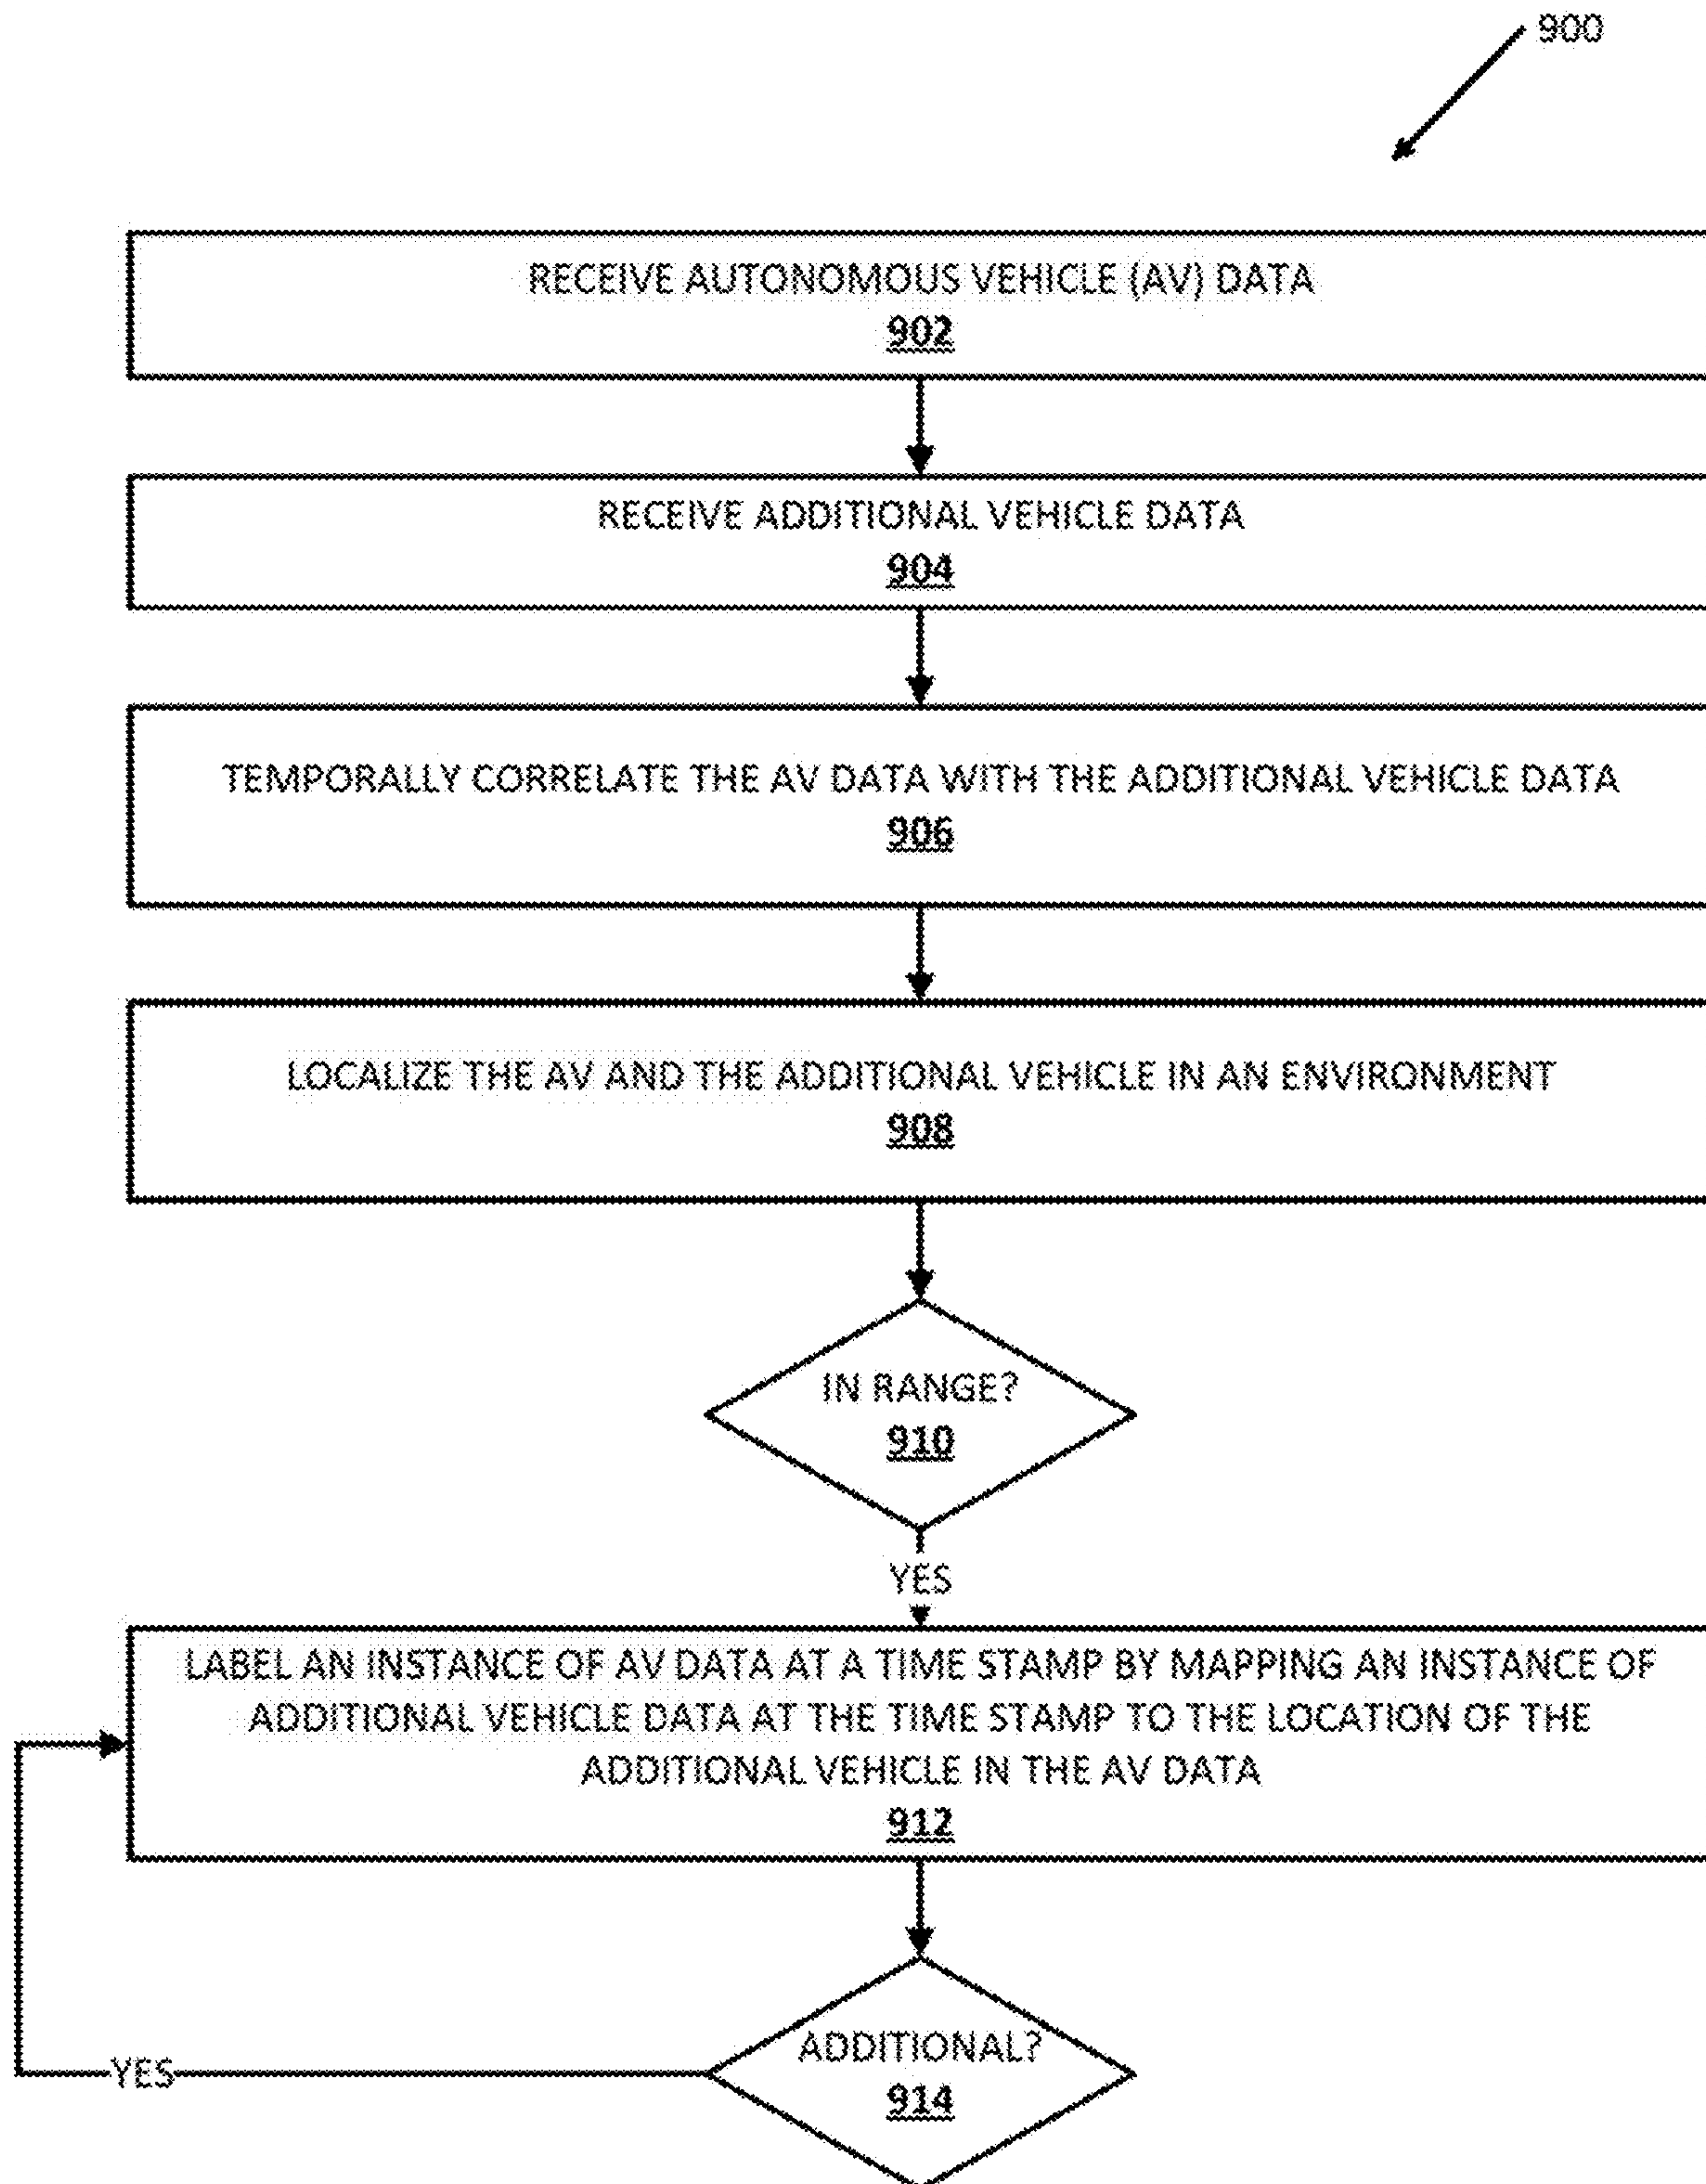 900
RECEIVE AUTONOMOUS VEHICLE (AV) DATA
902
RECEIVE ADDITIONAL VEHICLE DATA
904
TEMPORALLY CORRELATE THE AV DATA WITH THE ADDITIONAL VEHICLE DATA
906
LOCALIZE THE AV AND THE ADDITIONAL VEHICLE IN AN ENVIRONMENT
908
IN RANGE?
910
YES
LABEL AN INSTANCE OF AV DATA AT A TIME STAMP BY MAPPING AN INSTANCE OF
ADDITIONAL VEHICLE DATA AT THE TIME STAMP TO THE LOCATION OF THE
ADDITIONAL VEHICLE IN THE AV DATA
912
ADDITIONAL?
YES
914